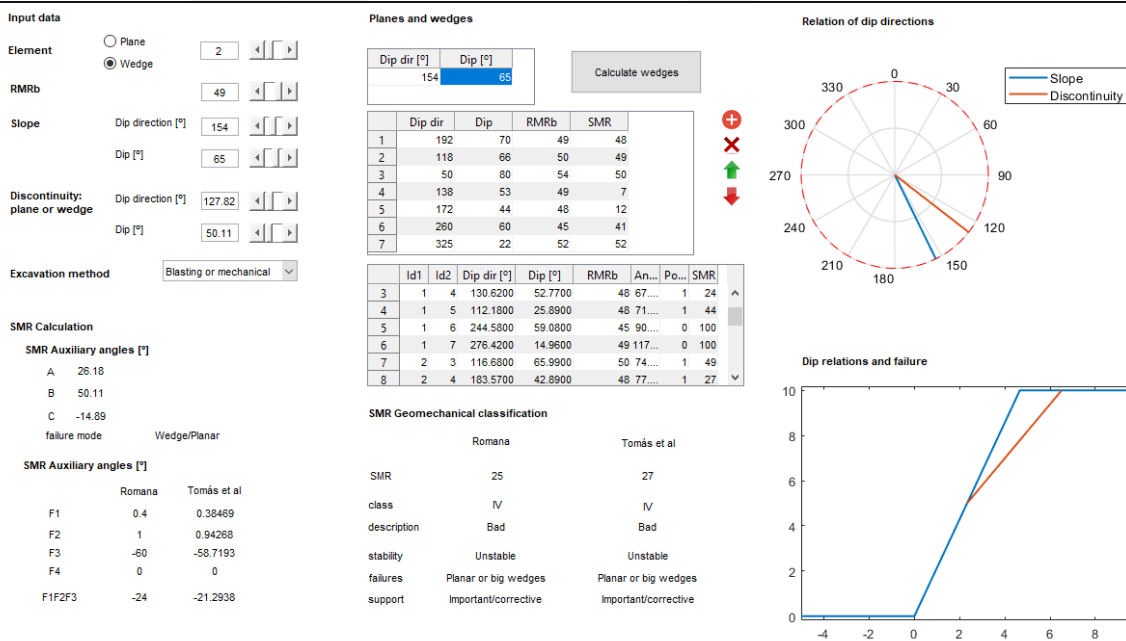 Input data
Element
Plane
Wedge
2
RMRb
49
Slope
Dip direction [º]
154
Dip [º]
65
Discontinuity:
plane or wedge
Dip direction [º]
127.82
Dip [º]
50.11
Excavation method
Blasting or mechanical
SMR Calculation
SMR Auxiliary angles [º]
A 26.18
B 50.11
C -14.89
failure mode Wedge/Planar
SMR Auxiliary angles [º]
Romana Tomás et al
F1 0.4 0.38469
F2 1 0.94268
F3 -60 -58.7193
F4 0 0
F1F2F3 -24 -21.2938
Planes and wedges
Dip dir [º] Dip [º]
154 65
Calculate wedges
Dip dir Dip RMRb SMR
1 192 70 49 48
2 118 66 50 49
3 50 80 54 50
4 138 53 49 7
5 172 44 48 12
6 260 60 45 41
7 325 22 52 52
Id1 Id2 Dip dir [º] Dip [º] RMRb An... Po... SMR
3 1 4 130.6200 52.7700 48 67.... 1 24
4 1 5 112.1800 25.8900 48 71.... 1 44
5 1 6 244.5800 59.0800 45 90.... 0 100
6 1 7 276.4200 14.9600 49 117... 0 100
7 2 3 116.6800 65.9900 50 74.... 1 49
8 2 4 183.5700 42.8900 48 77.... 1 27
SMR Geomechanical classification
Romana Tomás et al
SMR 25 27
class IV IV
description Bad Bad
stability Unstable Unstable
failures Planar or big wedges Planar or big wedges
support Important/corrective Important/corrective
Relation of dip directions
Slope
Discontinuity
0
30
60
90
120
150
180
210
240
270
300
330
Dip relations and failure
10
8
6
4
2
0
-4 -2 0 2 4 6 8